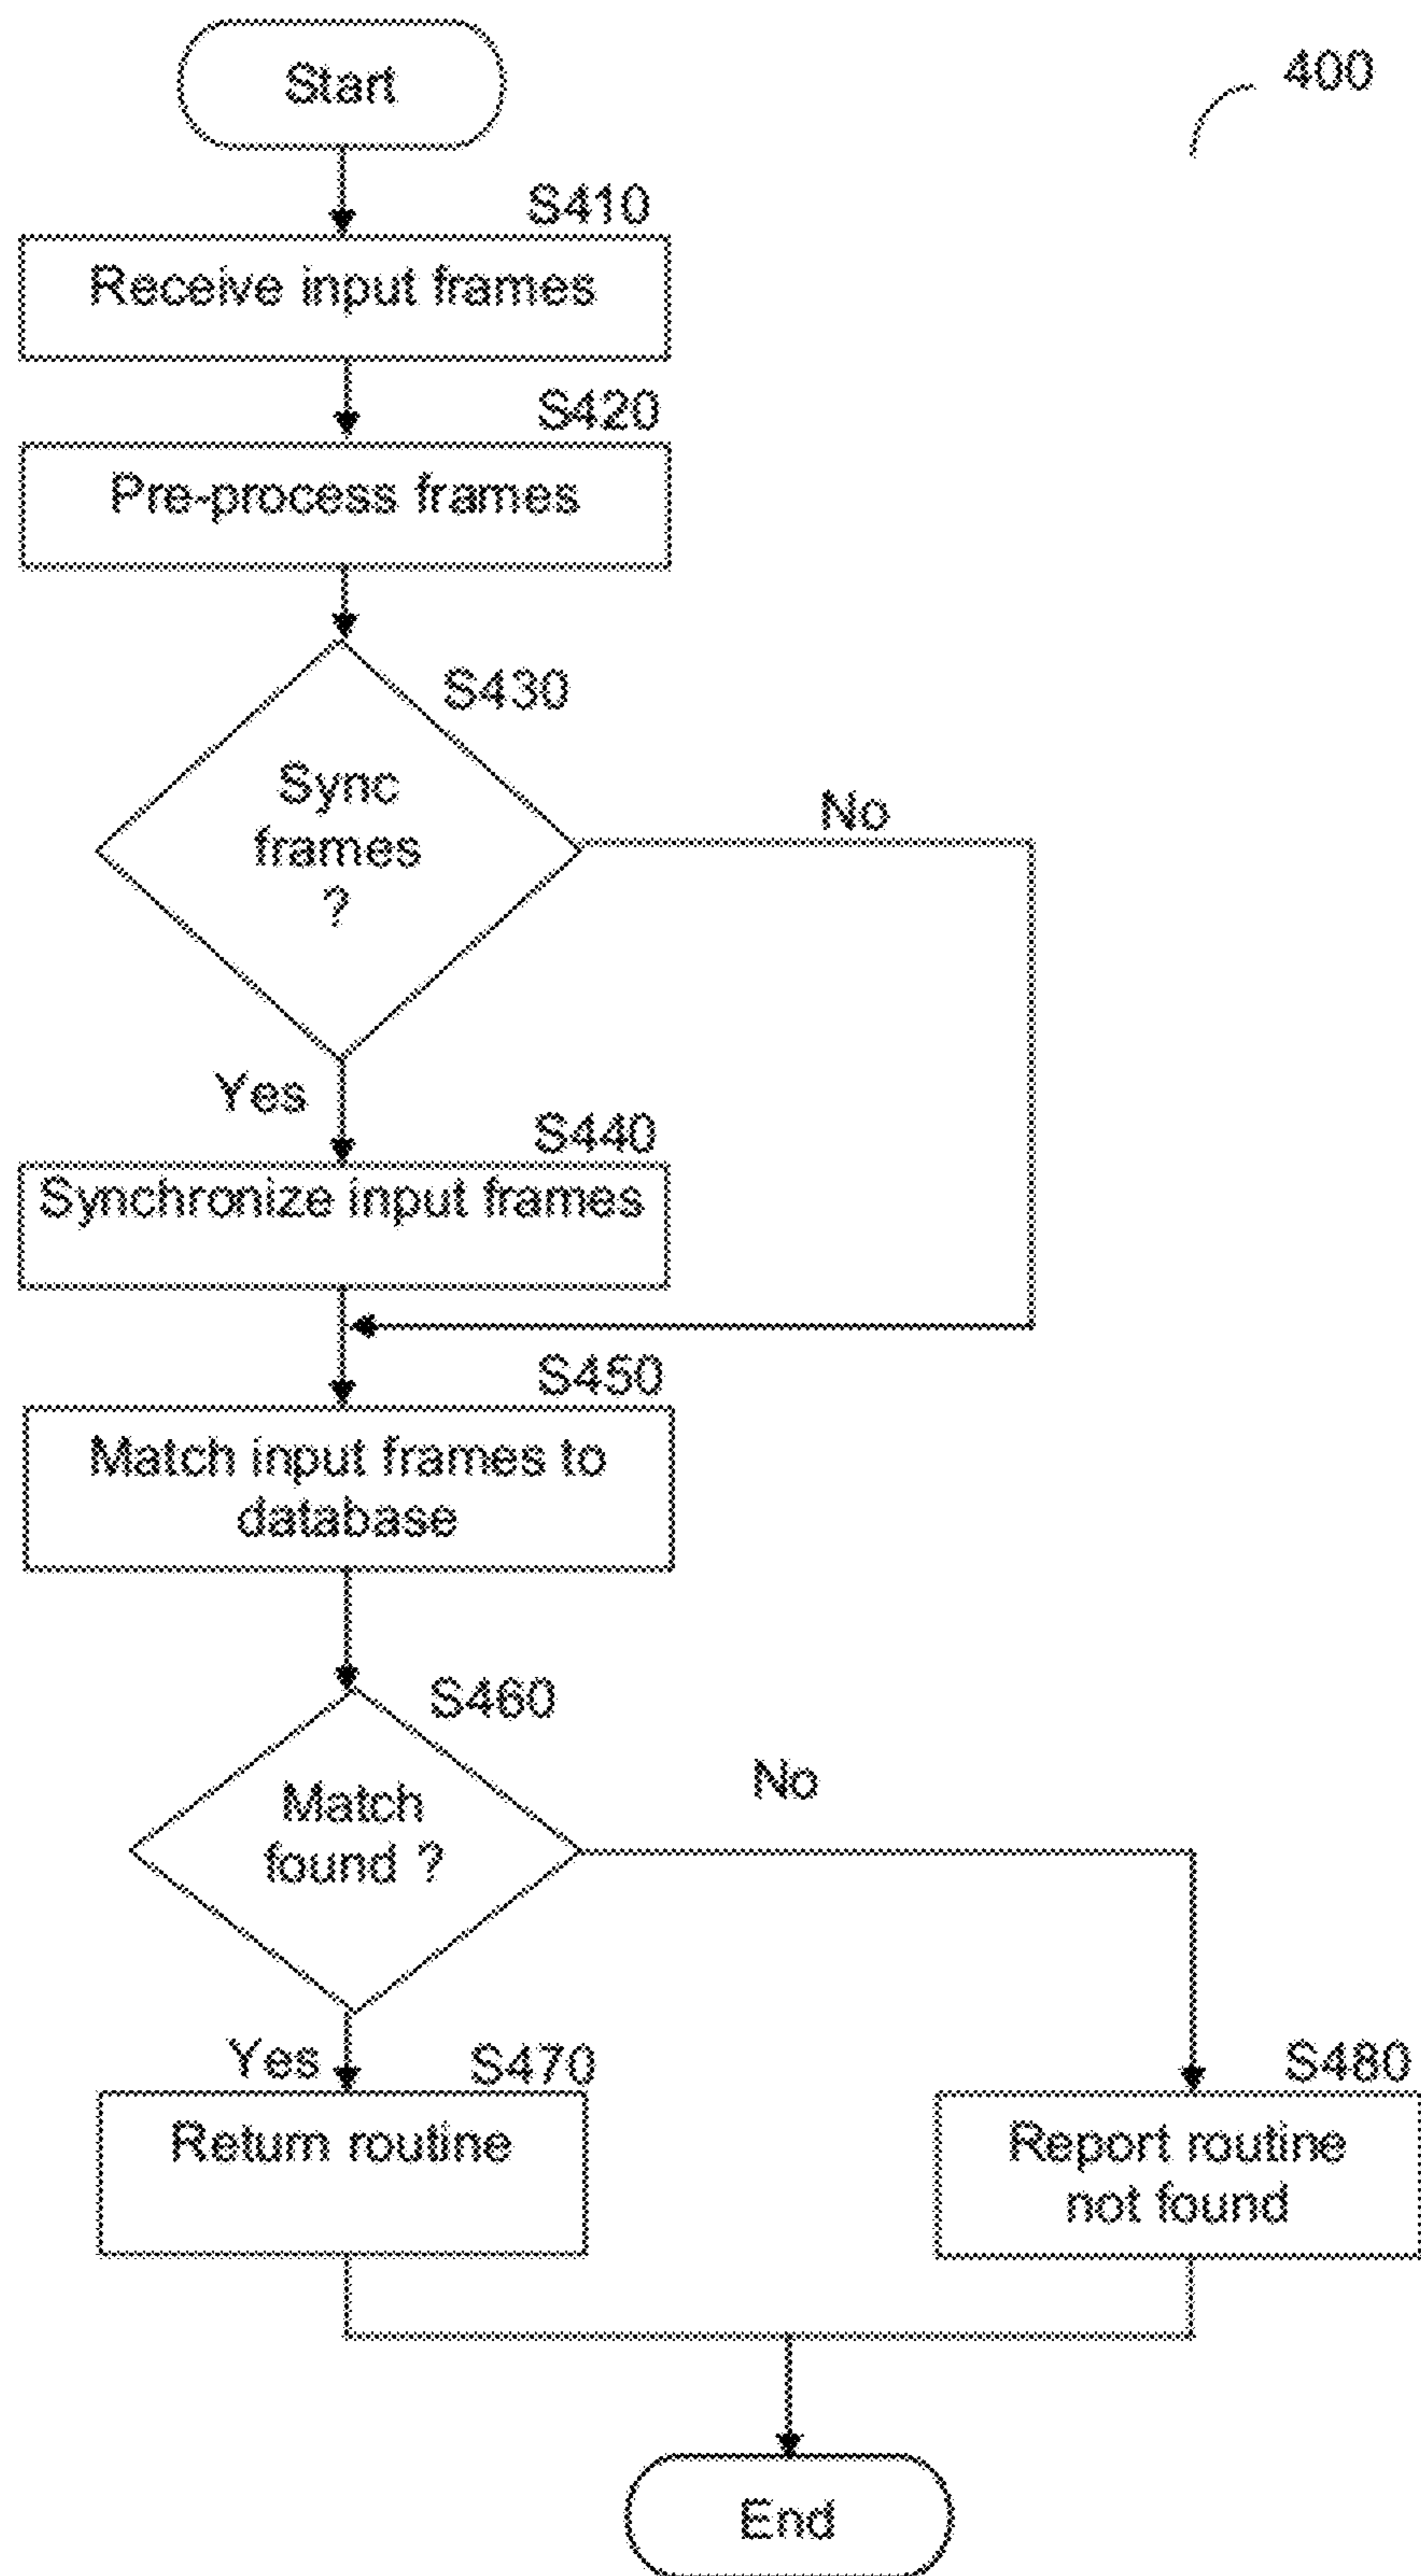 Start
400
S410
Receive input frames
S420
Pre-process frames
S430
Sync
frames
?
No
Yes
S440
Synchronize input frames
S450
Match input frames to
database
S460
Match
found ?
No
Yes
S470
Return routine
S480
Report routine
not found
End